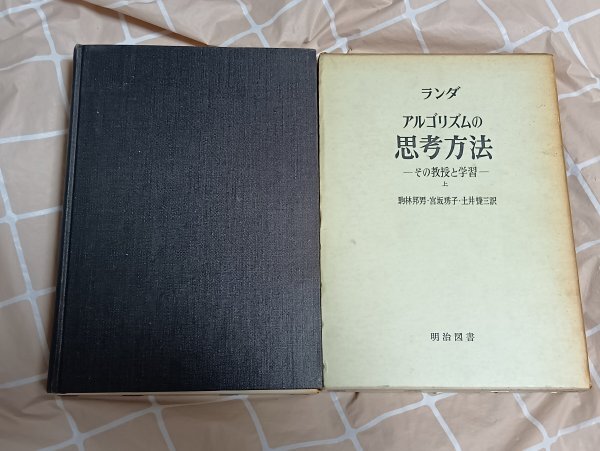 ランダ
アルゴリズムの
思考方法
—その教授と学習—
上
駒林邦男・宮坂琇子・土井捷三訳
明治図書